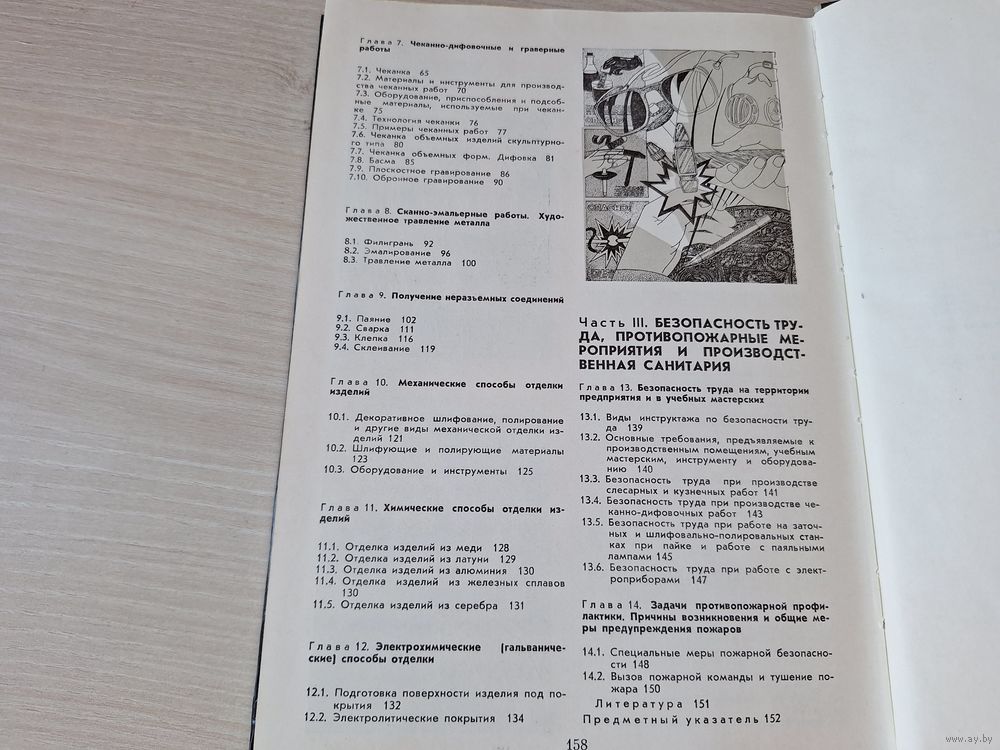 Глава 7. Чеканно-дифовочные и граверные
работы
7.1. Чеканка 65
7.2. Материалы и инструменты для производ-
ства чеканных работ 70
7.3. Оборудование, приспособления и подсоб-
ные материалы, используемые при чекан-
ке 75
7.4. Технология чеканки 76
7.5. Примеры чеканных работ 77
7.6. Чеканка объемных изделий скульптурно-
го типа 80
7.7. Чеканка объемных форм. Дифовка 81
7.8. Басма 85
7.9. Плоскостное гравирование 86
7.10. Обронное гравирование 90
Глава 8. Сканно-эмальерные работы. Худо-
жественное травление металла
8.1. Филигрань 92
8.2. Эмалирование 96
8.3. Травление металла 100
Глава 9. Получение неразъемных соединений
9.1. Паяние 102
9.2. Сварка 111
9.3. Клепка 116
9.4. Склеивание 119
Глава 10. Механические способы отделки
изделий
10.1. Декоративное шлифование, полирование
и другие виды механической отделки из-
делий 121
10.2. Шлифующие и полирующие материалы
123
10.3. Оборудование и инструменты 125
Глава 11. Химические способы отделки из-
делий
11.1. Отделка изделий из меди 128
11.2. Отделка изделий из латуни 129
11.3. Отделка изделий из алюминия 130
11.4. Отделка изделий из железных сплавов
130
11.5. Отделка изделий из серебра 131
Глава 12. Электрохимические (гальваниче-
ские) способы отделки
12.1. Подготовка поверхности изделия под по-
крытия 132
12.2. Электролитические покрытия 134
ОПАСНО!
Часть III. БЕЗОПАСНОСТЬ ТРУ-
ДА, ПРОТИВОПОЖАРНЫЕ МЕ-
РОПРИЯТИЯ И ПРОИЗВОДСТ-
ВЕННАЯ САНИТАРИЯ
Глава 13. Безопасность труда на территории
предприятия и в учебных мастерских
13.1. Виды инструктажа по безопасности тру-
да 139
13.2. Основные требования, предъявляемые к
производственным помещениям, учебным
мастерским, инструменту и оборудова-
нию 140
13.3. Безопасность труда при производстве
слесарных и кузнечных работ 141
13.4. Безопасность труда при производстве че-
канно-дифовочных работ 143
13.5. Безопасность труда при работе на заточ-
ных и шлифовально-полировальных стан-
ках при пайке и работе с паяльными
лампами 145
13.6. Безопасность труда при работе с элект-
роприборами 147
Глава 14. Задачи противопожарной профи-
лактики. Причины возникновения и общие ме-
ры предупреждения пожаров
14.1. Специальные меры пожарной безопасно-
сти 148
14.2. Вызов пожарной команды и тушение по-
жара 150
Литература 151
Предметный указатель 152
158
www.ay.by